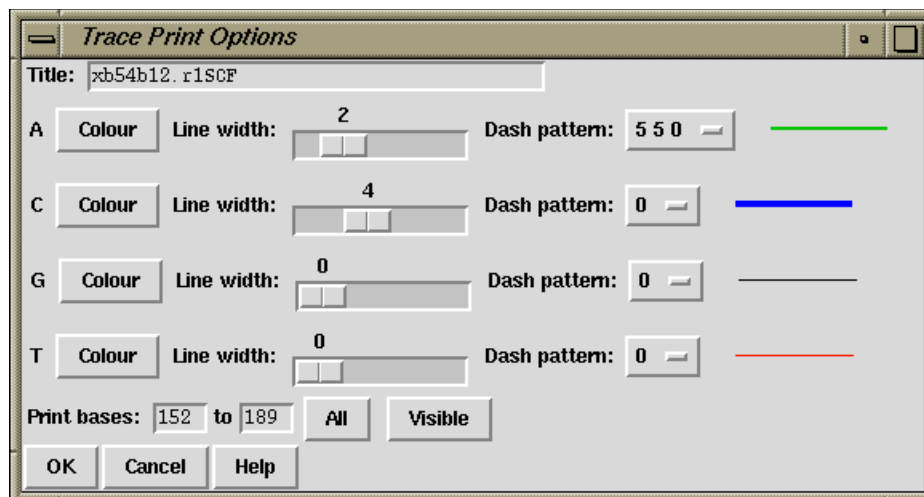 Trace Print Options
Title: xb54b12.r1SCF
2
A Colour Line width: Dash pattern: 5 5 0
4
C Colour Line width: Dash pattern: 0
0
G Colour Line width: Dash pattern: 0
0
T Colour Line width: Dash pattern: 0
Print bases: 152 to 189 All Visible
OK Cancel Help